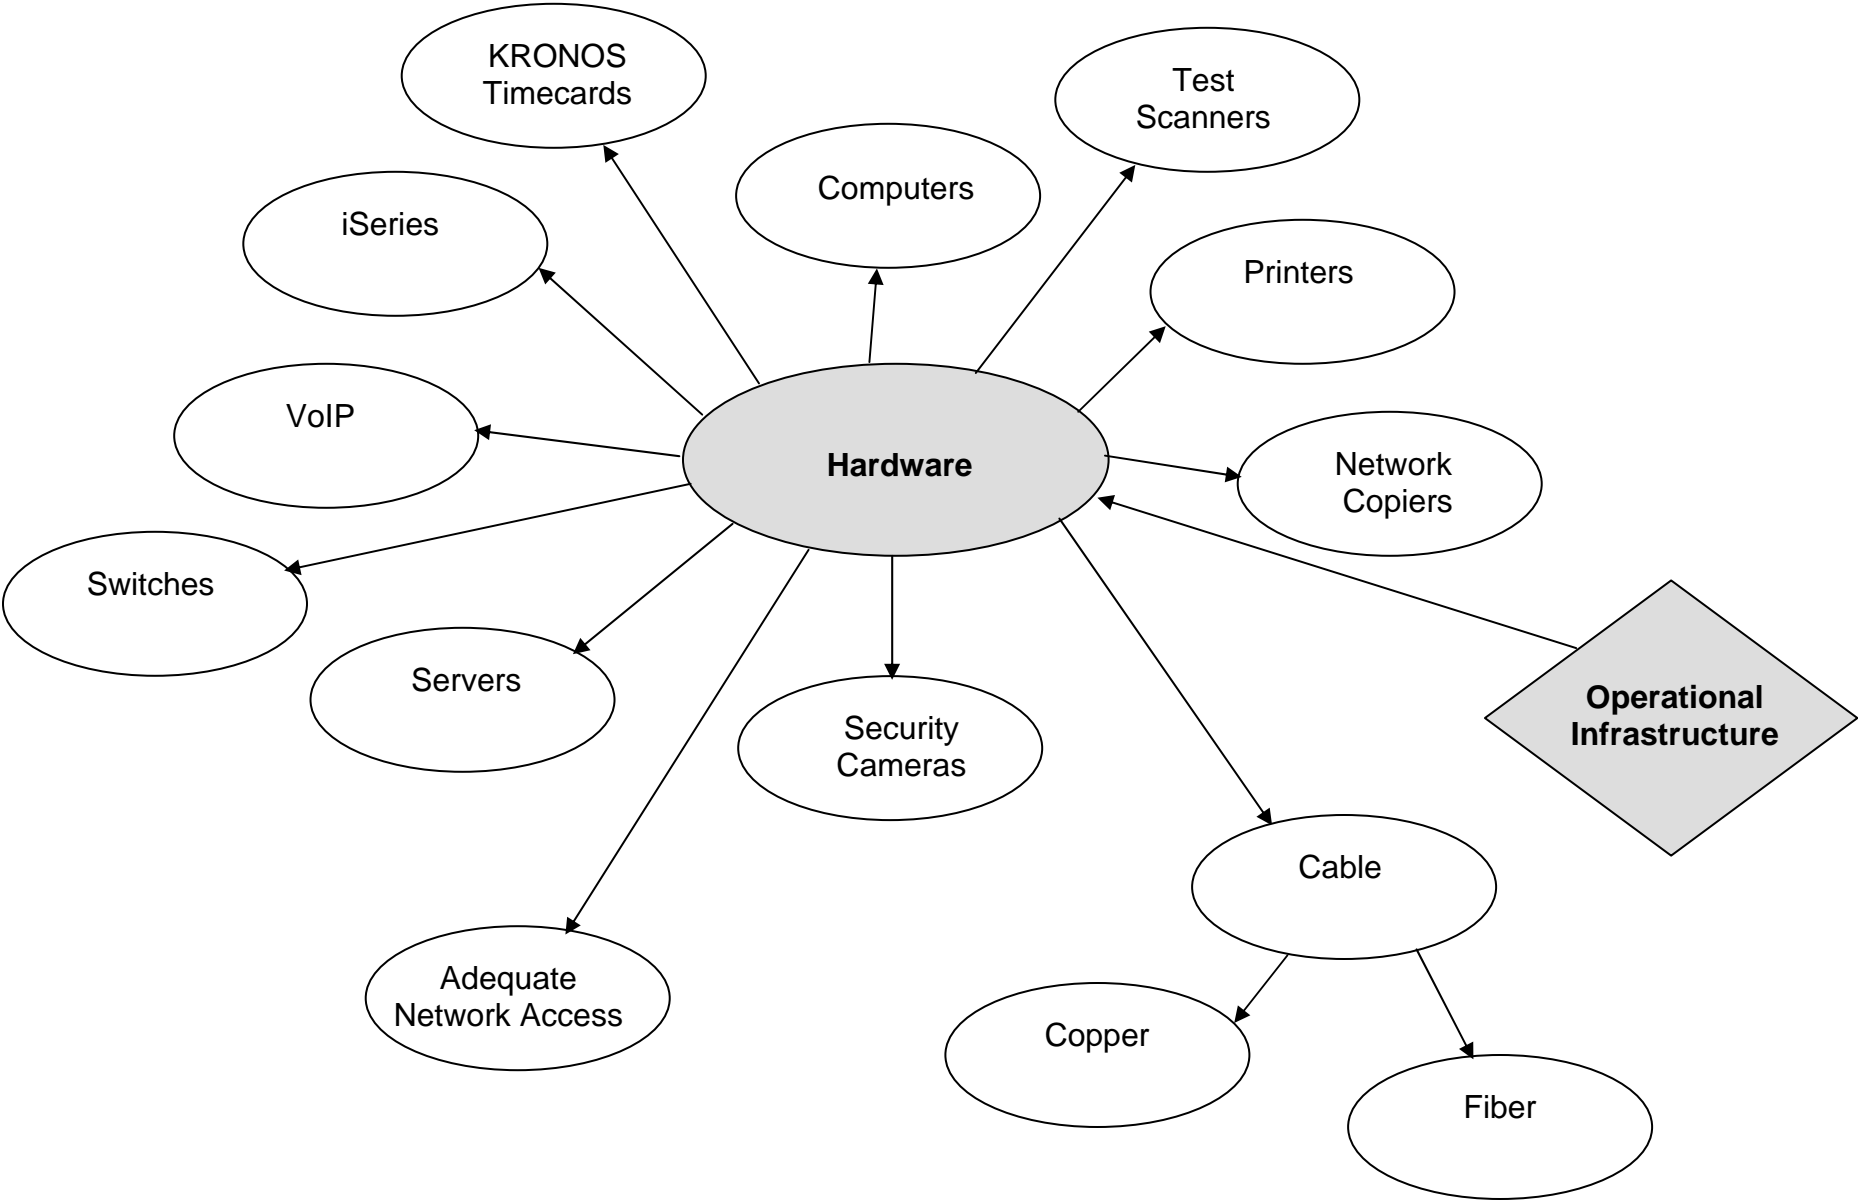 KRONOS
Timecards
Test
Scanners
Computers
iSeries
Printers
VoIP
Hardware
Network
Copiers
Switches
Servers
Security
Cameras
Operational
Infrastructure
Cable
Adequate
Network Access
Copper
Fiber